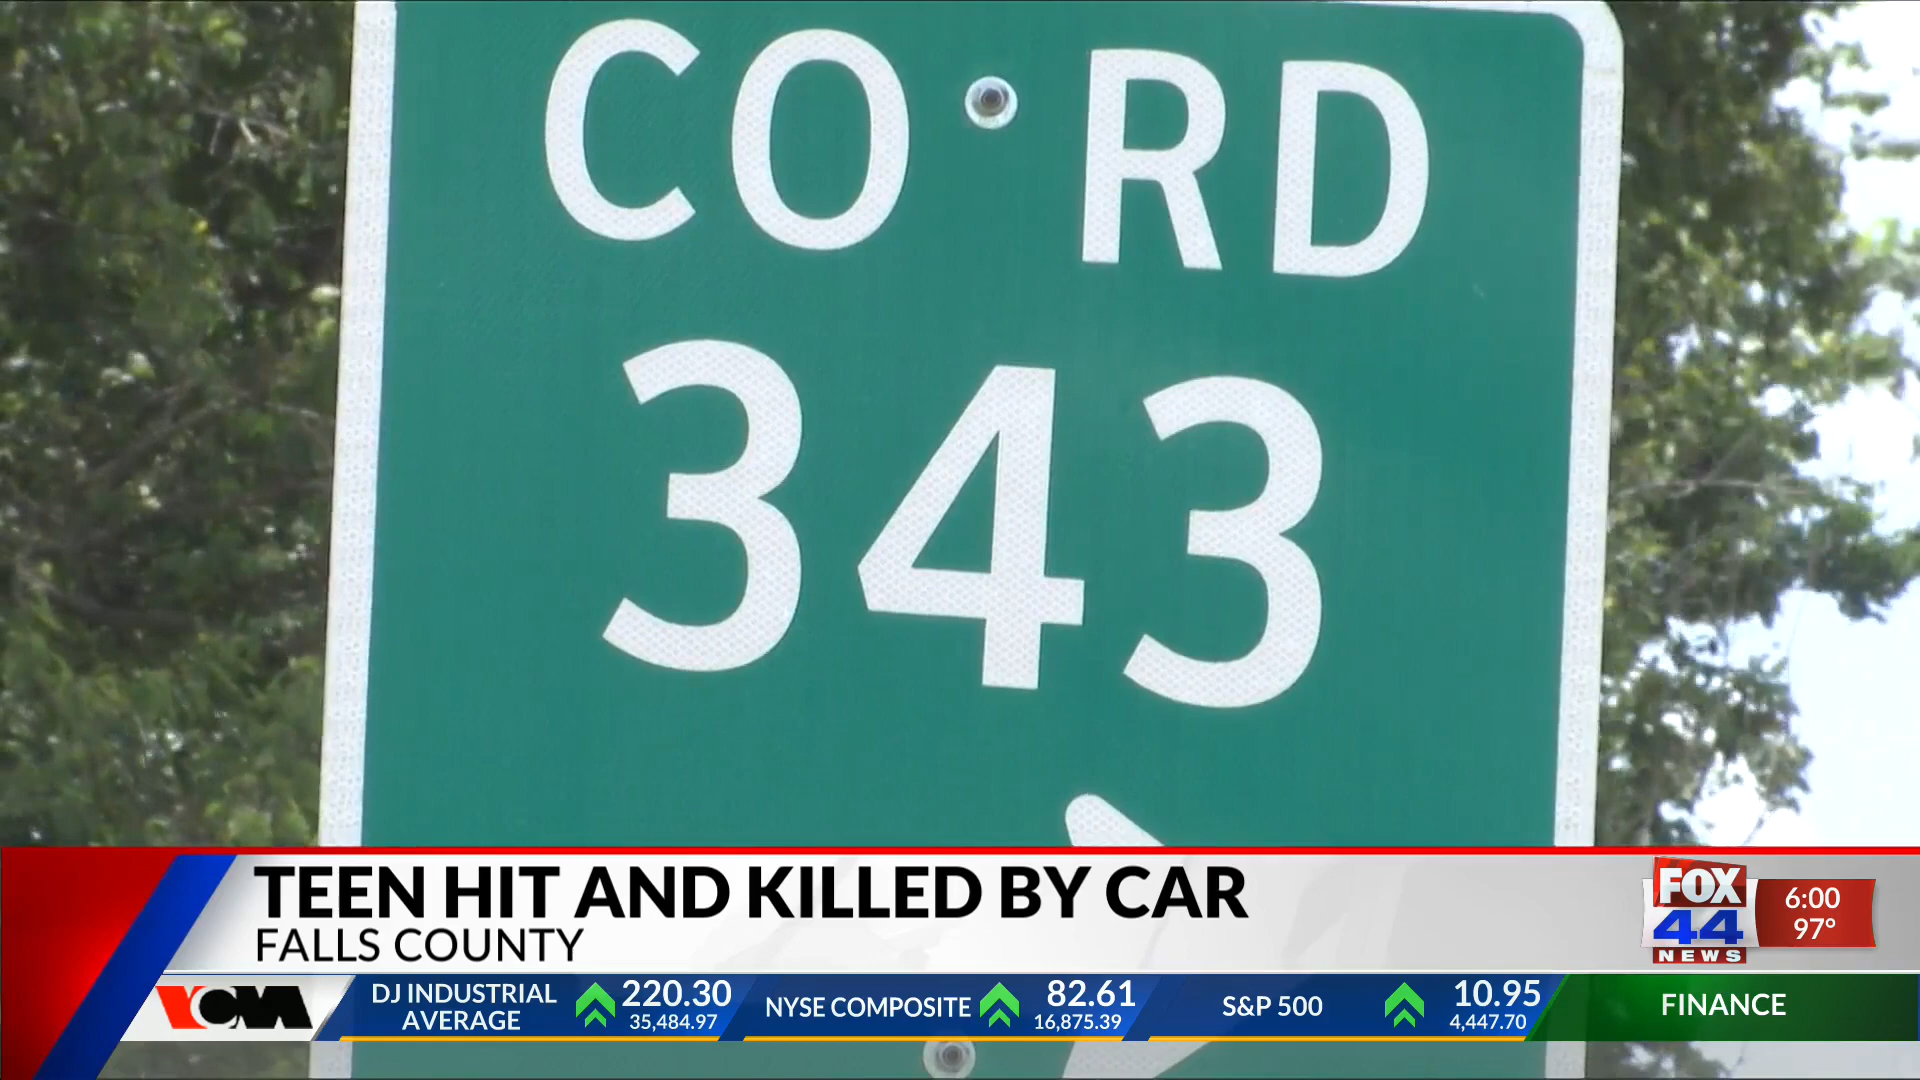 CO RD
343
TEEN HIT AND KILLED BY CAR
FALLS COUNTY
FOX
44
NEWS
6:00
97°
DJ INDUSTRIAL
AVERAGE
220.30
35,484.97
NYSE COMPOSITE
82.61
16,875.39
S&P 500
10.95
4,447.70
FINANCE